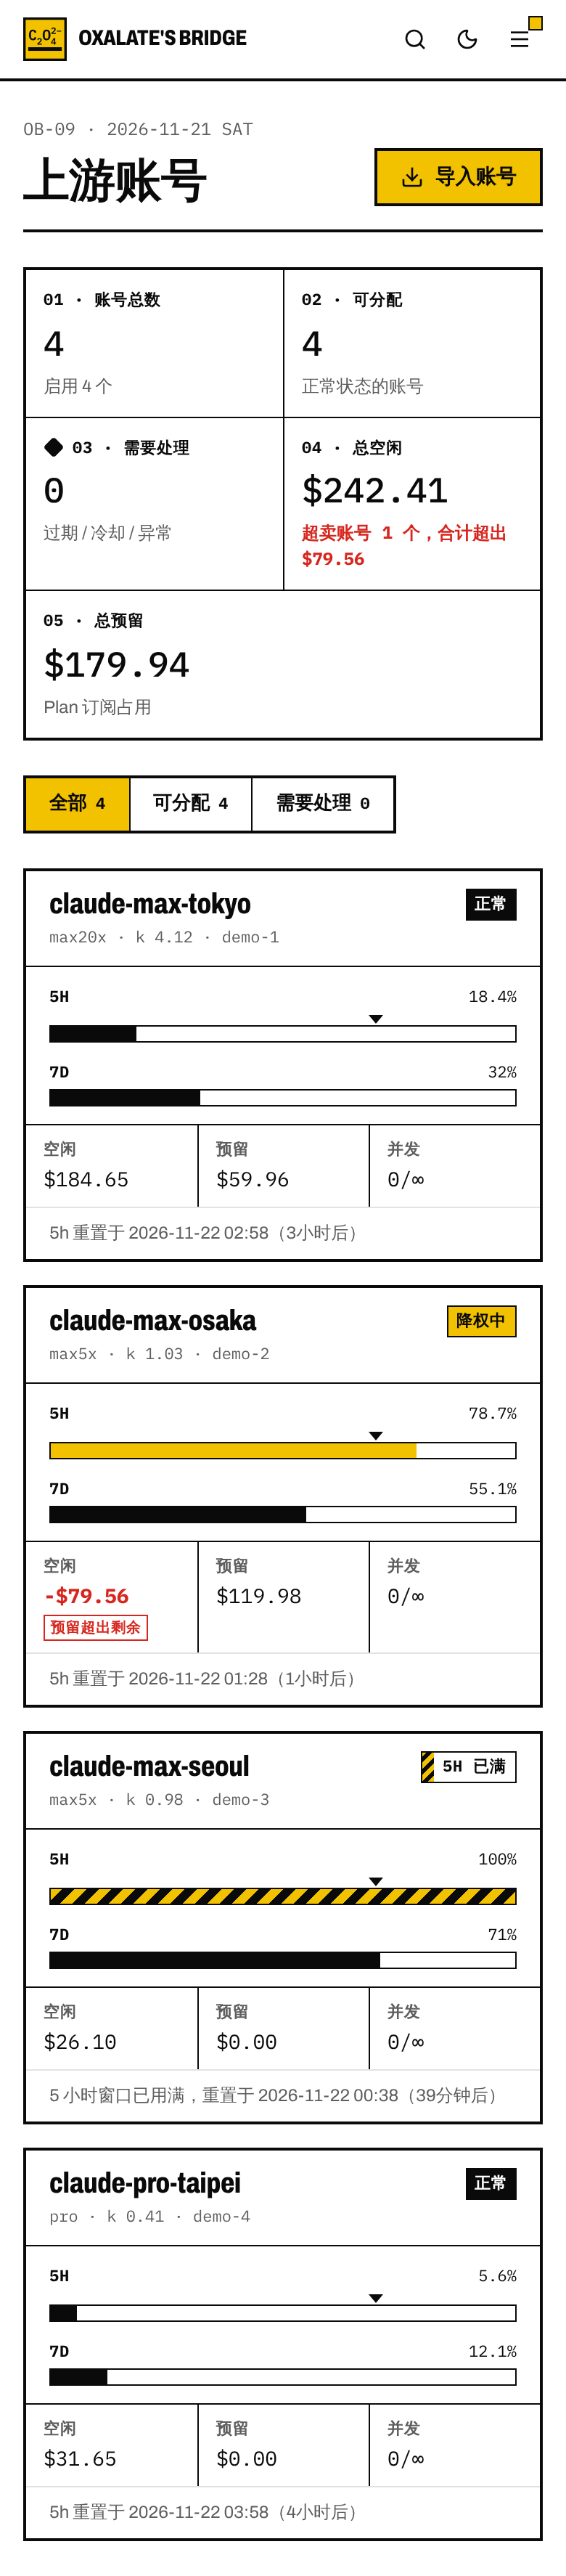 C₂O₄²⁻ OXALATE'S BRIDGE
OB-09 · 2026-11-21 SAT
上游账号
导入账号
01 · 账号总数
4
启用 4 个
02 · 可分配
4
正常状态的账号
03 · 需要处理
0
过期 / 冷却 / 异常
04 · 总空闲
$242.41
超卖账号 1 个，合计超出
$79.56
05 · 总预留
$179.94
Plan 订阅占用
全部 4
可分配 4
需要处理 0
claude-max-tokyo
正常
max20x · k 4.12 · demo-1
5H 18.4%
7D 32%
空闲 预留 并发
$184.65 $59.96 0/∞
5h 重置于 2026-11-22 02:58（3小时后）
claude-max-osaka
降权中
max5x · k 1.03 · demo-2
5H 78.7%
7D 55.1%
空闲 预留 并发
-$79.56 $119.98 0/∞
预留超出剩余
5h 重置于 2026-11-22 01:28（1小时后）
claude-max-seoul
5H 已满
max5x · k 0.98 · demo-3
5H 100%
7D 71%
空闲 预留 并发
$26.10 $0.00 0/∞
5 小时窗口已用满，重置于 2026-11-22 00:38（39分钟后）
claude-pro-taipei
正常
pro · k 0.41 · demo-4
5H 5.6%
7D 12.1%
空闲 预留 并发
$31.65 $0.00 0/∞
5h 重置于 2026-11-22 03:58（4小时后）